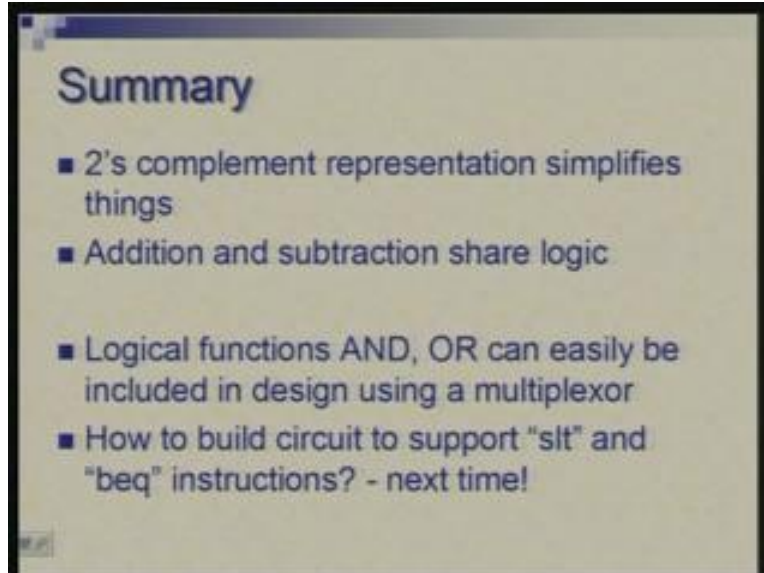 Summary
■ 2's complement representation simplifies
things
■ Addition and subtraction share logic
■ Logical functions AND, OR can easily be
included in design using a multiplexor
■ How to build circuit to support “slt” and
“beq” instructions? - next time!